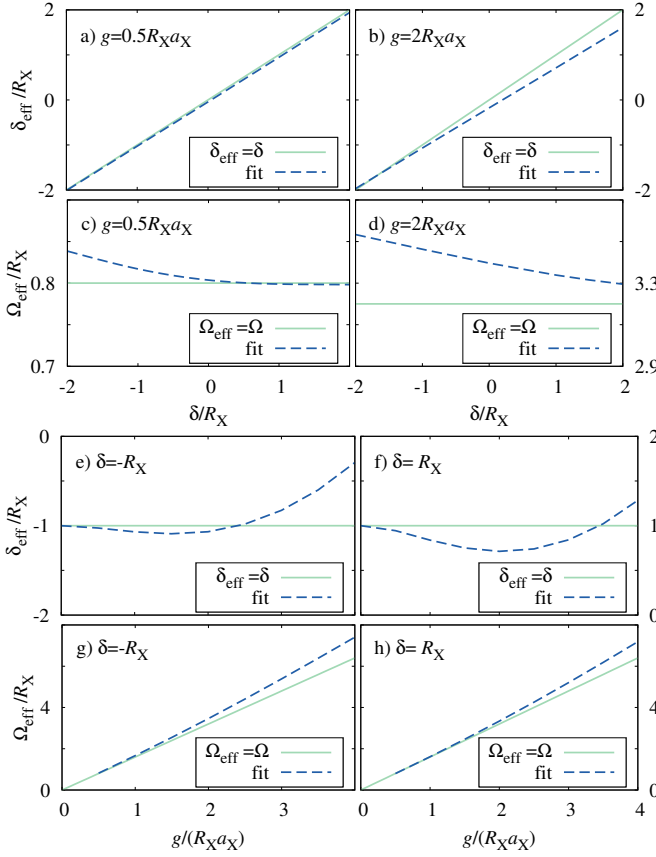 2
0
-2
δeff/RX
a) g=0.5RXaX
δeff=δ
fit
b) g=2RXaX
δeff=δ
fit
0.8
0.7
Ωeff/RX
c) g=0.5RXaX
Ωeff=Ω
fit
d) g=2RXaX
Ωeff=Ω
fit
3.3
2.9
-2 -1 0 1 -2 -1 0 1 2
δ/RX δ/RX
0
-1
-2
δeff/RX
e) δ=-RX
δeff=δ
fit
f) δ= RX
δeff=δ
fit
2
1
0
4
0
Ωeff/RX
g) δ=-RX
Ωeff=Ω
fit
h) δ= RX
Ωeff=Ω
fit
4
0
0 1 2 3 0 1 2 3 4
g/(RXaX) g/(RXaX)